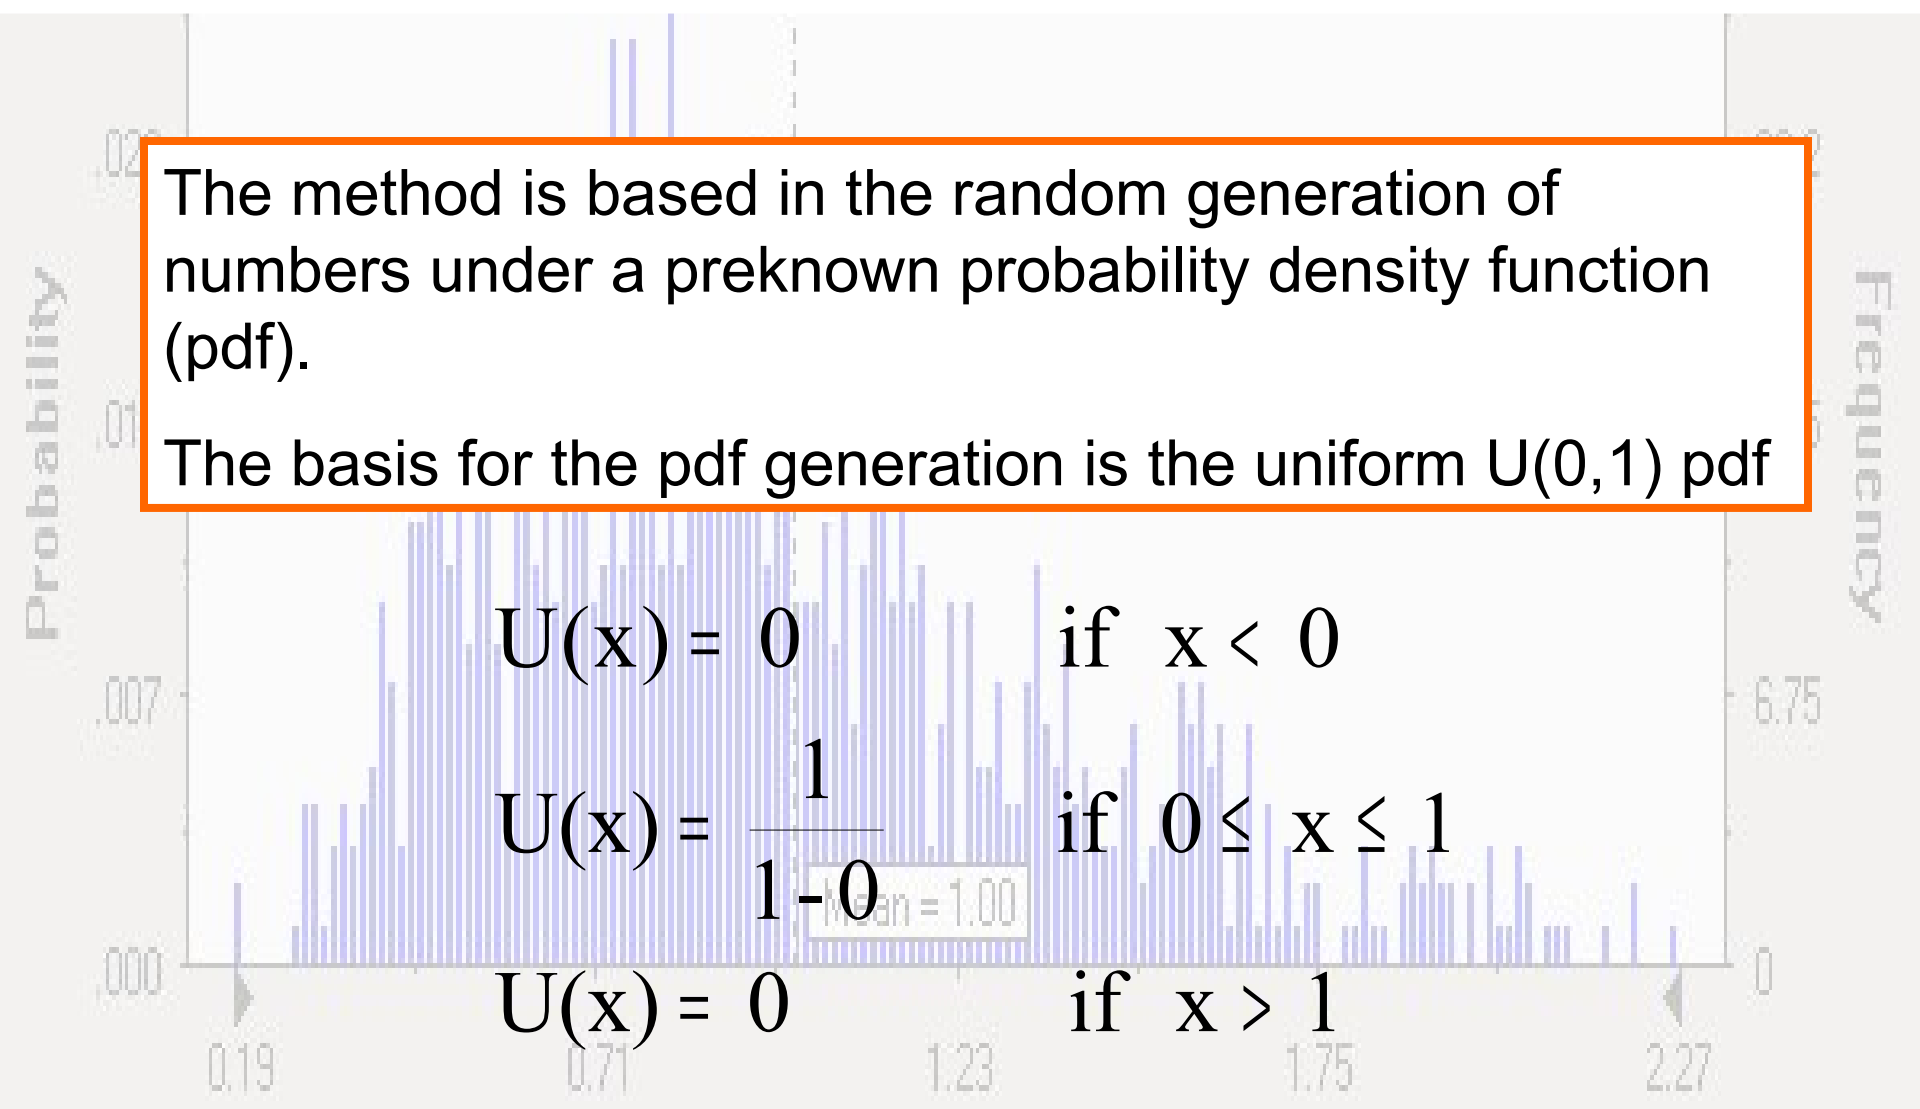 The method is based in the random generation of
numbers under a preknown probability density function
(pdf).
The basis for the pdf generation is the uniform U(0,1) pdf
U(x) = 0 if x < 0
U(x) = 1 / 1 - 0 if 0 ≤ x ≤ 1
U(x) = 0 if x > 1
Probability
Frequency
.007
.000
6.75
0
Mean = 1.00
0.19 0.71 1.23 1.75 2.27